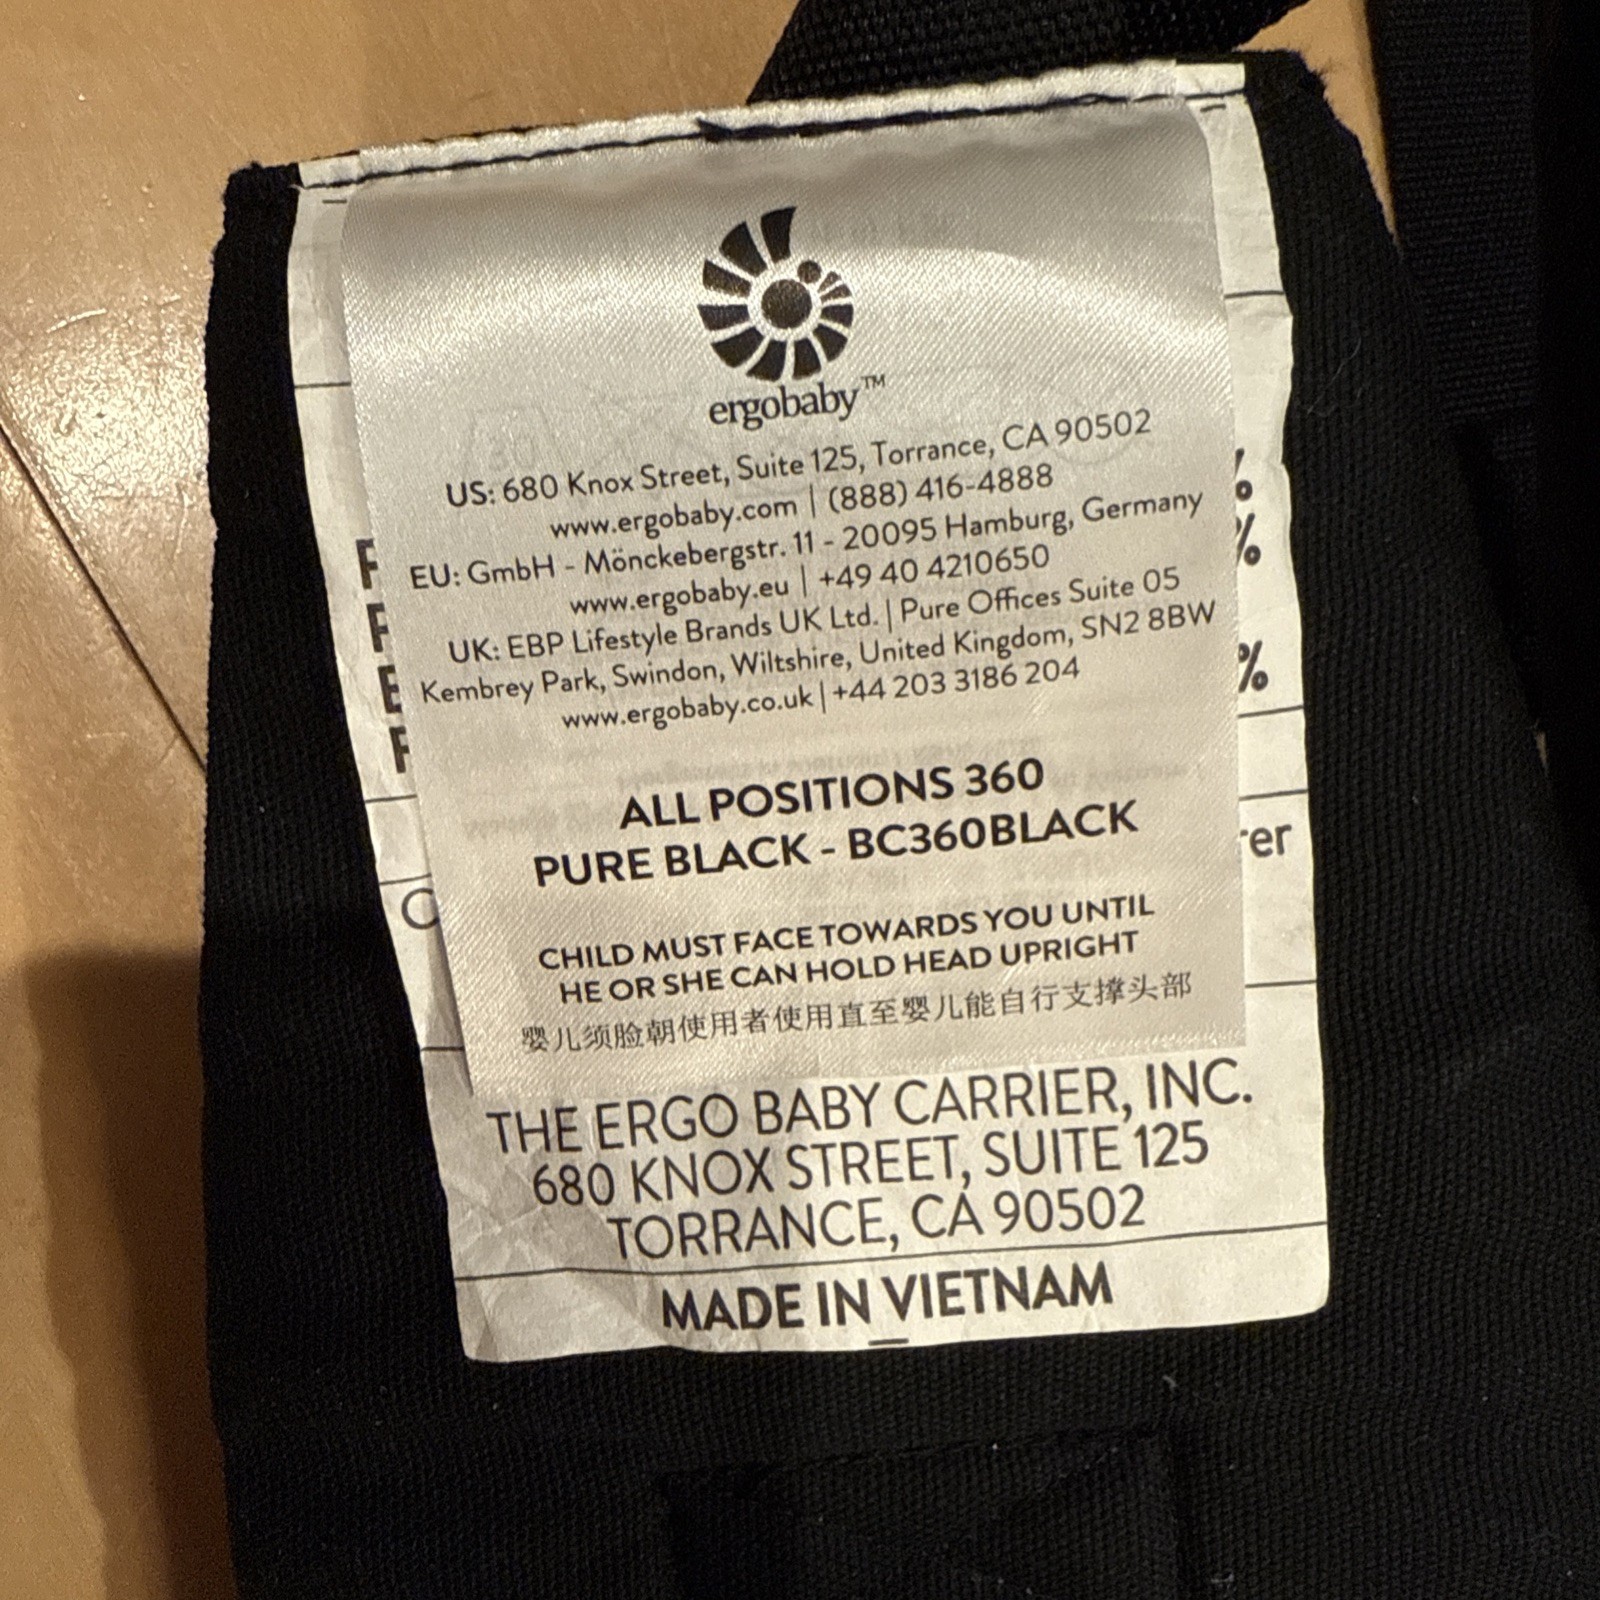 ergobaby™
US: 680 Knox Street, Suite 125, Torrance, CA 90502
www.ergobaby.com | (888) 416-4888
EU: GmbH - Mönckebergstr. 11 - 20095 Hamburg, Germany
www.ergobaby.eu | +49 40 4210650
UK: EBP Lifestyle Brands UK Ltd. | Pure Offices Suite 05
Kembrey Park, Swindon, Wiltshire, United Kingdom, SN2 8BW
www.ergobaby.co.uk | +44 203 3186 204
ALL POSITIONS 360
PURE BLACK - BC360BLACK
CHILD MUST FACE TOWARDS YOU UNTIL
HE OR SHE CAN HOLD HEAD UPRIGHT
婴儿须脸朝使用者使用直至婴儿能自行支撑头部
THE ERGO BABY CARRIER, INC.
680 KNOX STREET, SUITE 125
TORRANCE, CA 90502
MADE IN VIETNAM